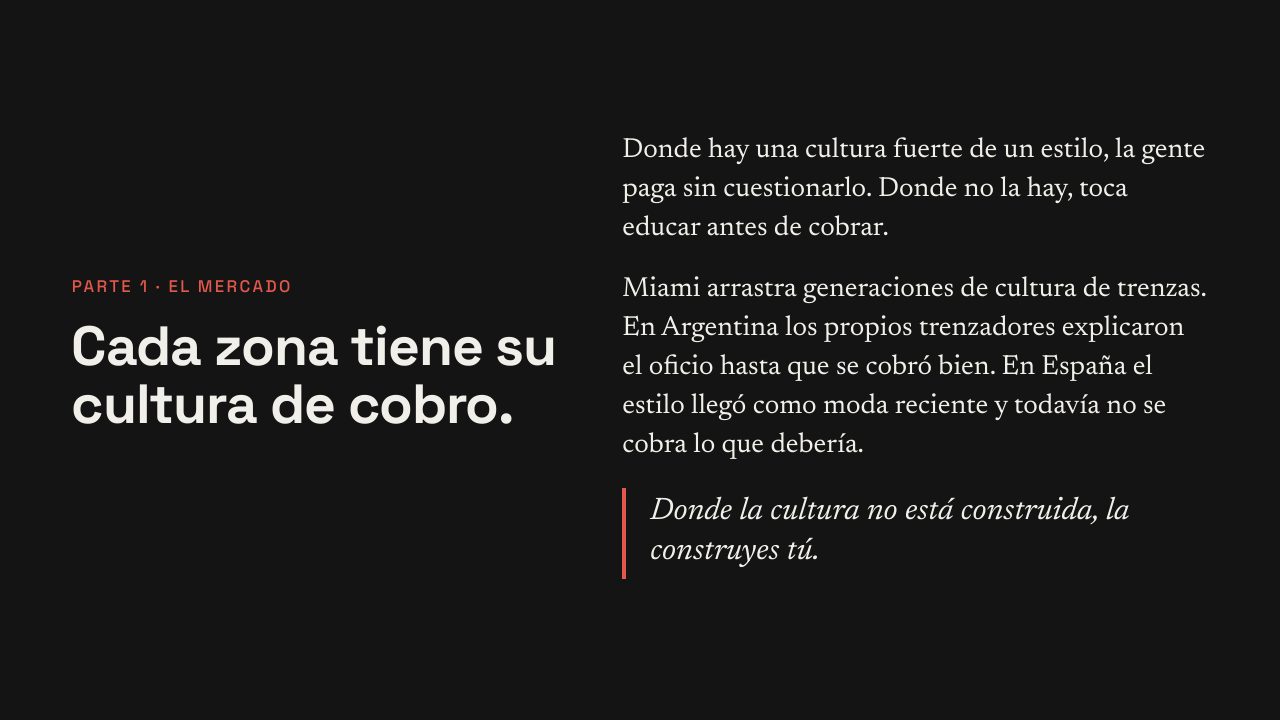 PARTE 1 · EL MERCADO
Cada zona tiene su
cultura de cobro.
Donde hay una cultura fuerte de un estilo, la gente
paga sin cuestionarlo. Donde no la hay, toca
educar antes de cobrar.
Miami arrastra generaciones de cultura de trenzas.
En Argentina los propios trenzadores explicaron
el oficio hasta que se cobró bien. En España el
estilo llegó como moda reciente y todavía no se
cobra lo que debería.
Donde la cultura no está construida, la
construyes tú.